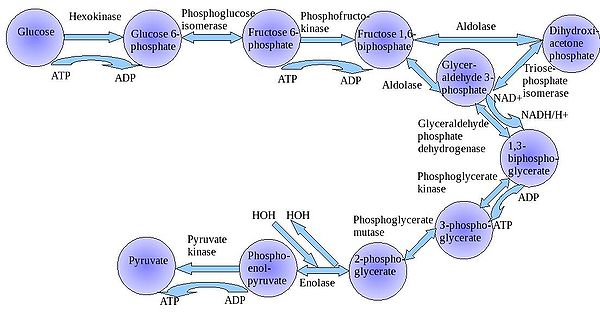 Glucose
Hexokinase
ATP
ADP
Glucose 6-
phosphate
Phosphoglucose
isomerase
Fructose 6-
phosphate
Phosphofructo-
kinase
ATP
ADP
Fructose 1,6-
biphosphate
Aldolase
Dihydroxi-
acetone
phosphate
Aldolase
Glycer-
aldehyde 3-
phosphate
Triose-
phosphate
isomerase
NAD+
NADH/H+
Glyceraldehyde
phosphate
dehydrogenase
1,3-
biphospho-
glycerate
Phosphoglycerate
kinase
ADP
ATP
3-phospho-
glycerate
Phosphoglycerate
mutase
2-phospho-
glycerate
HOH
HOH
Enolase
Phospho-
enol-
pyruvate
Pyruvate
kinase
ADP
ATP
Pyruvate